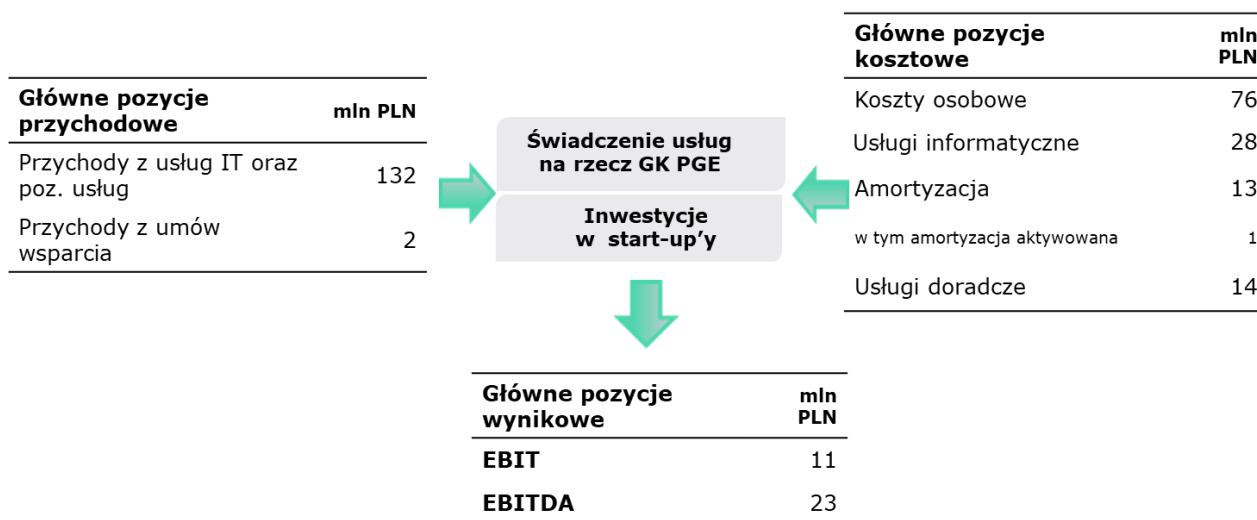 Główne pozycje
przychodowe
mln PLN
Przychody z usług IT oraz
poz. usług
132
Przychody z umów
wsparcia
2
Świadczenie usług
na rzecz GK PGE
Inwestycje
w start-up’y
Główne pozycje
kosztowe
mln
PLN
Koszty osobowe 76
Usługi informatyczne 28
Amortyzacja 13
w tym amortyzacja aktywowana 1
Usługi doradcze 14
Główne pozycje
wynikowe
mln
PLN
EBIT 11
EBITDA 23